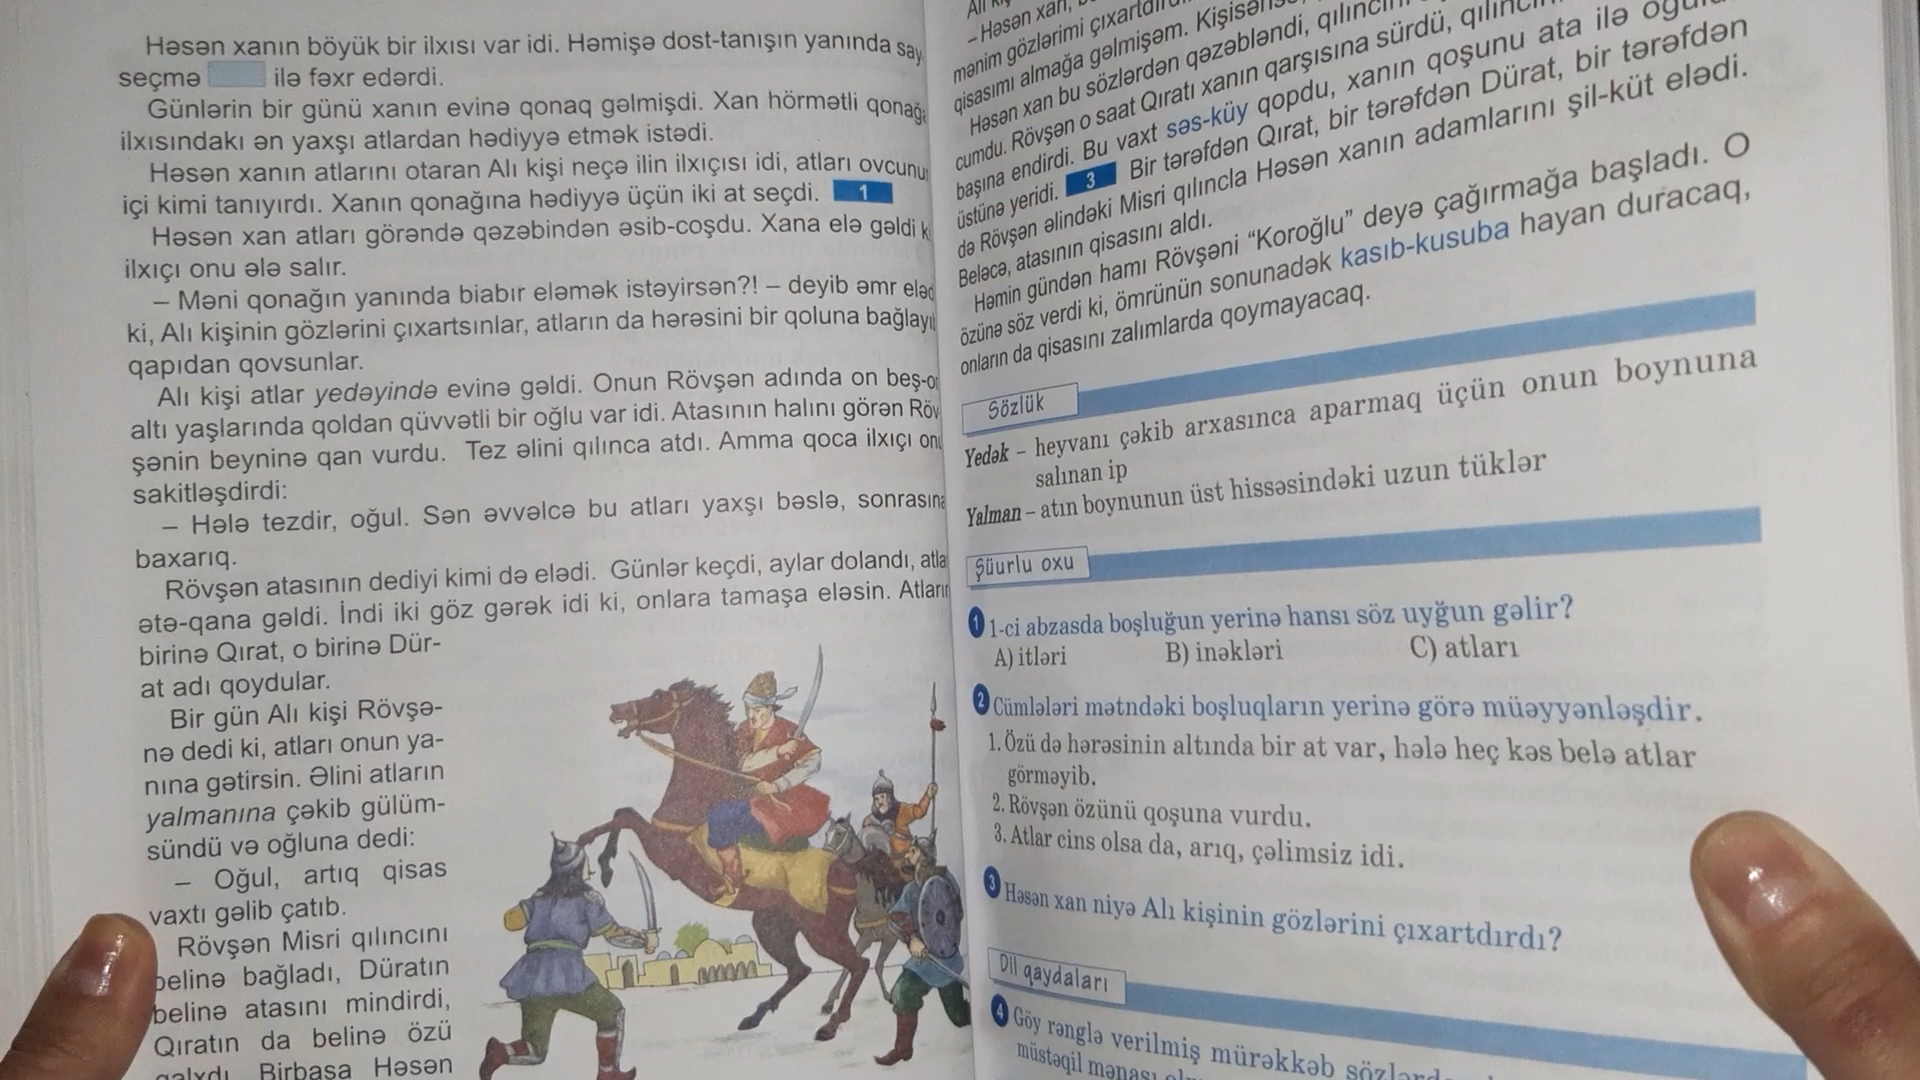 Həsən xanın böyük bir ilxısı var idi. Həmişə dost-tanışın yanında
seçmə ilə fəxr edərdi.
Günlərin bir günü xanın evinə qonaq gəlmişdi. Xan hörmətli
ilxısındakı ən yaxşı atlardan hədiyyə etmək istədi.
Həsən xanın atlarını otaran Alı kişi neçə ilin ilxıçısı idi, atları
içi kimi tanıyırdı. Xanın qonağına hədiyyə üçün iki at seçdi. 1
Həsən xan atları görəndə qəzəbindən əsib-coşdu. Xana elə gəldi
ilxıçı onu ələ salır.
– Məni qonağın yanında biabır eləmək istəyirsən?! – deyib əmr
ki, Alı kişinin gözlərini çıxartsınlar, atların da hərəsini bir qoluna
qapıdan qovsunlar.
Alı kişi atlar yedəyində evinə gəldi. Onun Rövşən adında on beş-
altı yaşlarında qoldan qüvvətli bir oğlu var idi. Atasının halını görən Röv
şənin beyninə qan vurdu. Tez əlini qılınca atdı. Amma qoca ilxıçı
sakitləşdirdi:
– Hələ tezdir, oğul. Sən əvvəlcə bu atları yaxşı bəslə, sonrasına
baxarıq.
Rövşən atasının dediyi kimi də elədi. Günlər keçdi, aylar dolandı,
ətə-qana gəldi. İndi iki göz gərək idi ki, onlara tamaşa eləsin. Atların
birinə Qırat, o birinə Dür-
at adı qoydular.
Bir gün Alı kişi Rövşə-
nə dedi ki, atları onun ya-
nına gətirsin. Əlini atların
yalmanına çəkib gülüm-
sündü və oğluna dedi:
– Oğul, artıq qisas
vaxtı gəlib çatıb.
Rövşən Misri qılıncını
belinə bağladı, Düratın
belinə atasını mindirdi,
Qıratın da belinə özü
qalxdı. Birbaşa Həsən
– Həsən xan,
mənim gözlərimi
qisasımı almağa gəlmişəm.
Həsən xan bu sözlərdən qəzəbləndi,
cumdu. Rövşən o saat Qıratı xanın qarşısına sürdü,
başına endirdi. Bu vaxt səs-küy qopdu, xanın qoşunu ata ilə
üstünə yeridi. 3 Bir tərəfdən Qırat, bir tərəfdən Dürat, bir tərəfdən
də Rövşən əlindəki Misri qılıncla Həsən xanın adamlarını şil-küt elədi.
Beləcə, atasının qisasını aldı.
Həmin gündən hamı Rövşəni “Koroğlu” deyə çağırmağa başladı. O
özünə söz verdi ki, ömrünün sonunadək kasıb-kusuba hayan duracaq,
onların da qisasını zalımlarda qoymayacaq.
Sözlük
Yedək – heyvanı çəkib arxasınca aparmaq üçün onun boynuna
salınan ip
Yalman – atın boynunun üst hissəsindəki uzun tüklər
Şüurlu oxu
1 1-ci abzasda boşluğun yerinə hansı söz uyğun gəlir?
A) itləri B) inəkləri C) atları
2 Cümlələri mətndəki boşluqların yerinə görə müəyyənləşdir.
1. Özü də hərəsinin altında bir at var, hələ heç kəs belə atlar
görməyib.
2. Rövşən özünü qoşuna vurdu.
3. Atlar cins olsa da, arıq, çəlimsiz idi.
3 Həsən xan niyə Alı kişinin gözlərini çıxartdırdı?
Dil qaydaları
4 Göy rənglə verilmiş mürəkkəb
müstəqil